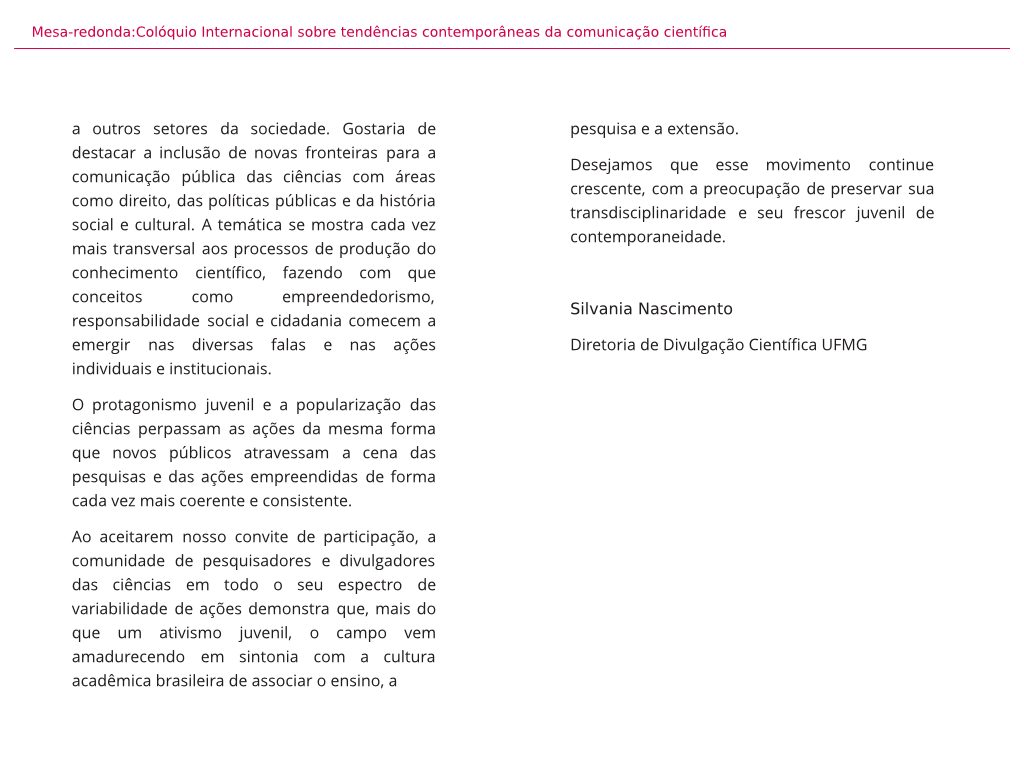 Mesa-redonda:Colóquio Internacional sobre tendências contemporâneas da comunicação científica
a outros setores da sociedade. Gostaria de
destacar a inclusão de novas fronteiras para a
comunicação pública das ciências com áreas
como direito, das políticas públicas e da história
social e cultural. A temática se mostra cada vez
mais transversal aos processos de produção do
conhecimento científico, fazendo com que
conceitos como empreendedorismo,
responsabilidade social e cidadania comecem a
emergir nas diversas falas e nas ações
individuais e institucionais.
O protagonismo juvenil e a popularização das
ciências perpassam as ações da mesma forma
que novos públicos atravessam a cena das
pesquisas e das ações empreendidas de forma
cada vez mais coerente e consistente.
Ao aceitarem nosso convite de participação, a
comunidade de pesquisadores e divulgadores
das ciências em todo o seu espectro de
variabilidade de ações demonstra que, mais do
que um ativismo juvenil, o campo vem
amadurecendo em sintonia com a cultura
acadêmica brasileira de associar o ensino, a
pesquisa e a extensão.
Desejamos que esse movimento continue
crescente, com a preocupação de preservar sua
transdisciplinaridade e seu frescor juvenil de
contemporaneidade.
Silvania Nascimento
Diretoria de Divulgação Científica UFMG